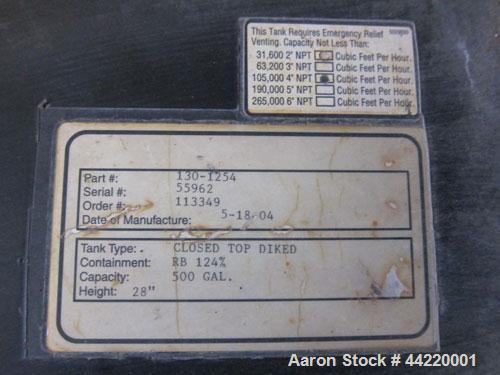 This Tank Requires Emergency Relief
Venting. Capacity Not Less Than:
31,600 2" NPT Cubic Feet Per Hour.
63,200 3" NPT Cubic Feet Per Hour.
105,000 4" NPT Cubic Feet Per Hour.
190,000 5" NPT Cubic Feet Per Hour.
265,000 6" NPT Cubic Feet Per Hour.
Part #: 130-1254
Serial #: 55962
Order #: 113349
Date of Manufacture: 5-18-04
Tank Type: . CLOSED TOP DIKED
Containment: RB 124%
Capacity: 500 GAL.
Height: 28"
Aaron Stock # 44220001